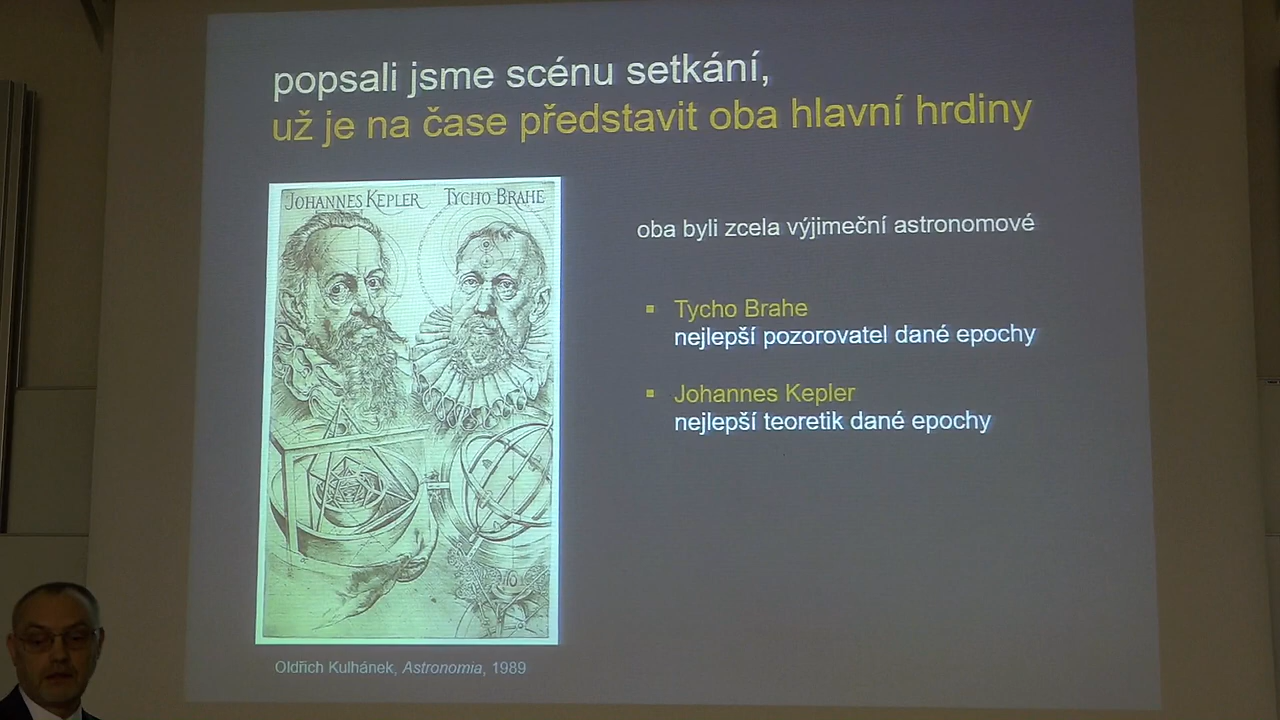 popsali jsme scénu setkání,
už je na čase představit oba hlavní hrdiny
JOHANNES KEPLER TYCHO BRAHE
oba byli zcela výjimeční astronomové
▪ Tycho Brahe
nejlepší pozorovatel dané epochy
▪ Johannes Kepler
nejlepší teoretik dané epochy
Oldřich Kulhánek, Astronomia, 1989